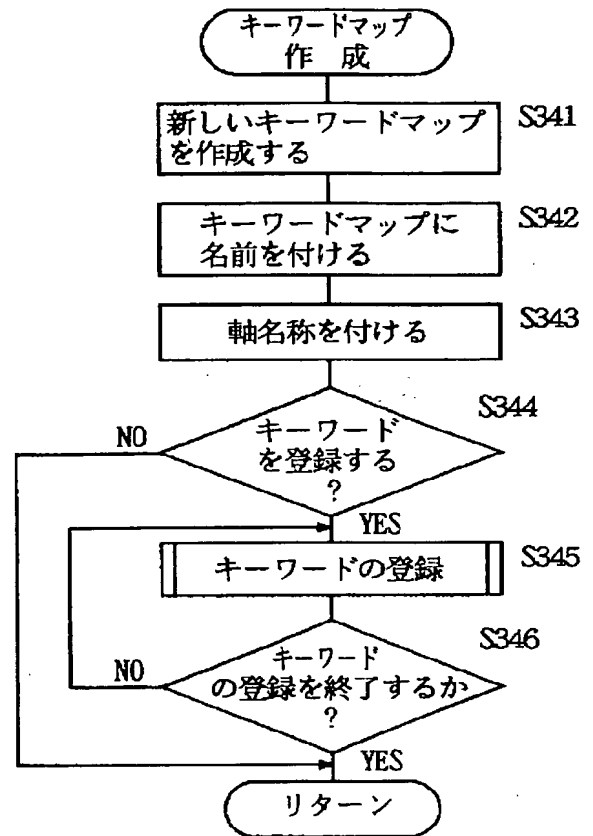 キーワードマップ
作 成
新しいキーワードマップ
を作成する
S341
キーワードマップに
名前を付ける
S342
軸名称を付ける
S343
キーワード
を登録する
?
S344
NO
YES
キーワードの登録
S345
キーワード
の登録を終了するか
?
S346
NO
YES
リターン